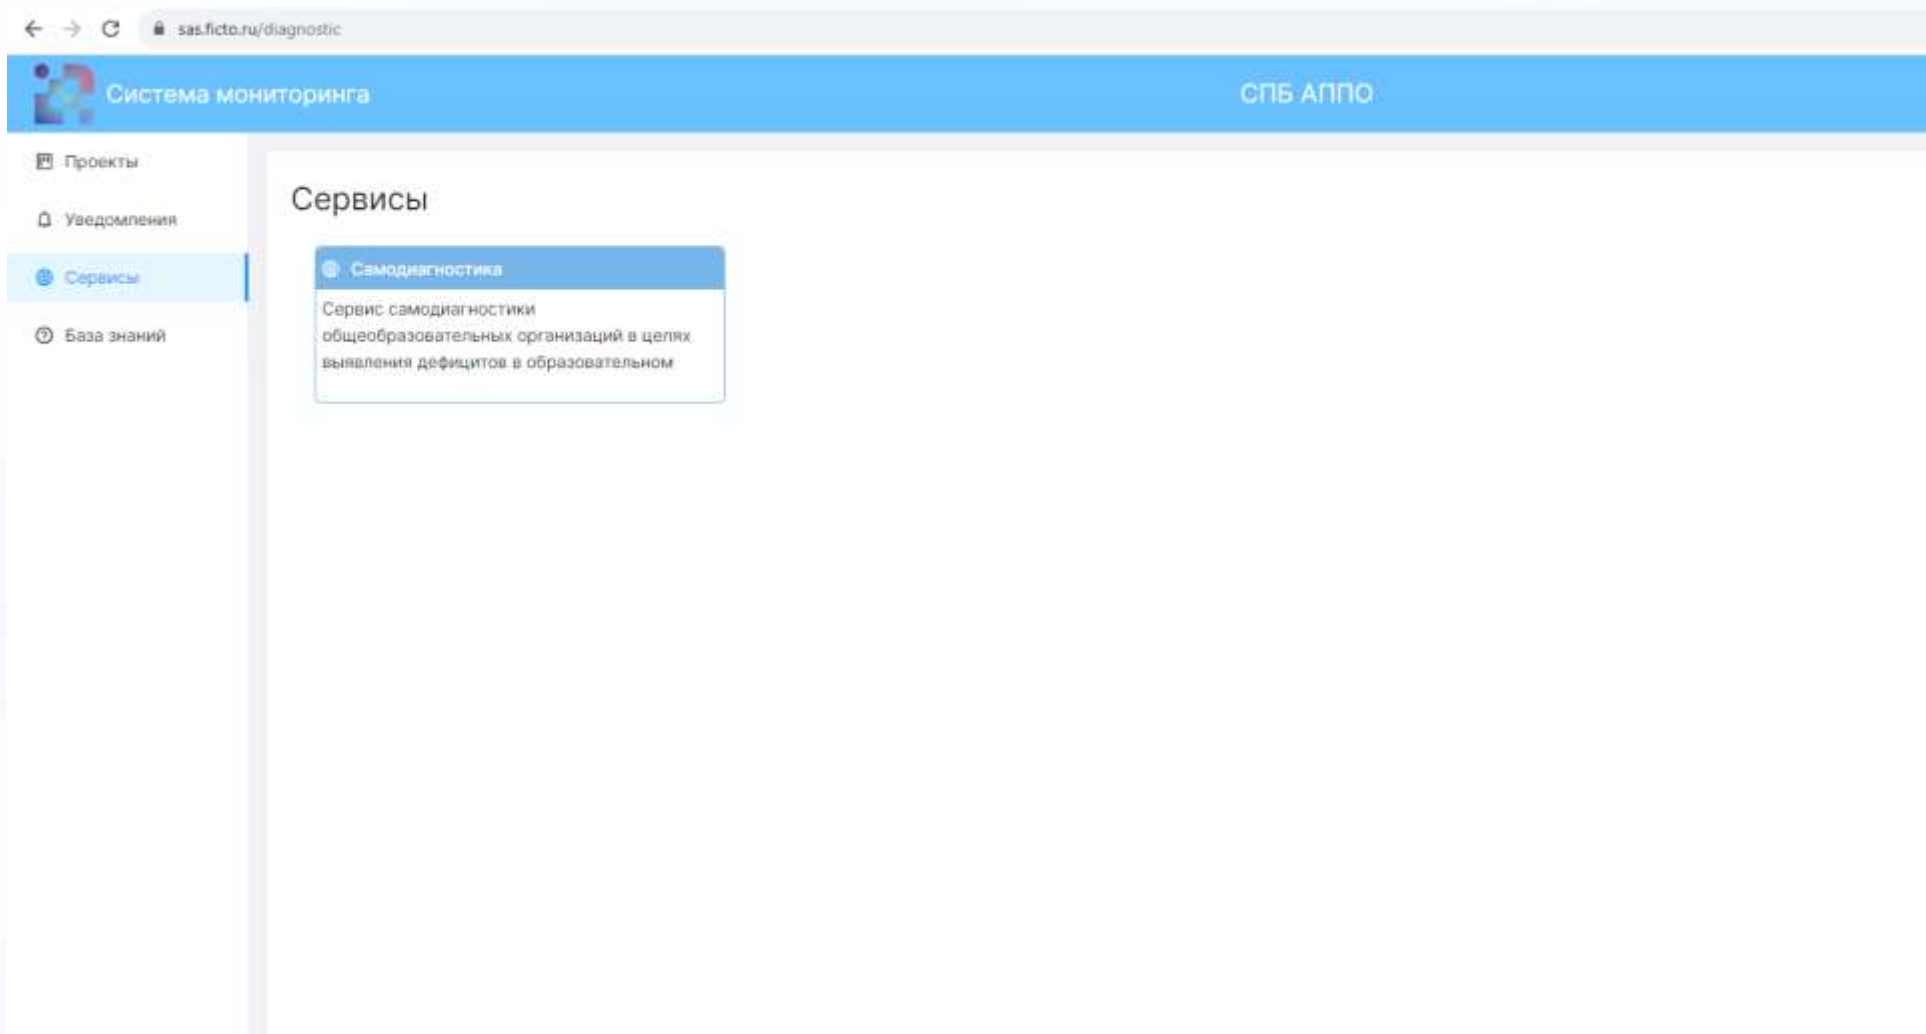 sas.ficto.ru/diagnostic
Система мониторинга
СПБ АППО
Проекты
Уведомления
Сервисы
База знаний
Сервисы
Самодиагностика
Сервис самодиагностики
общеобразовательных организаций в целях
выявления дефицитов в образовательном